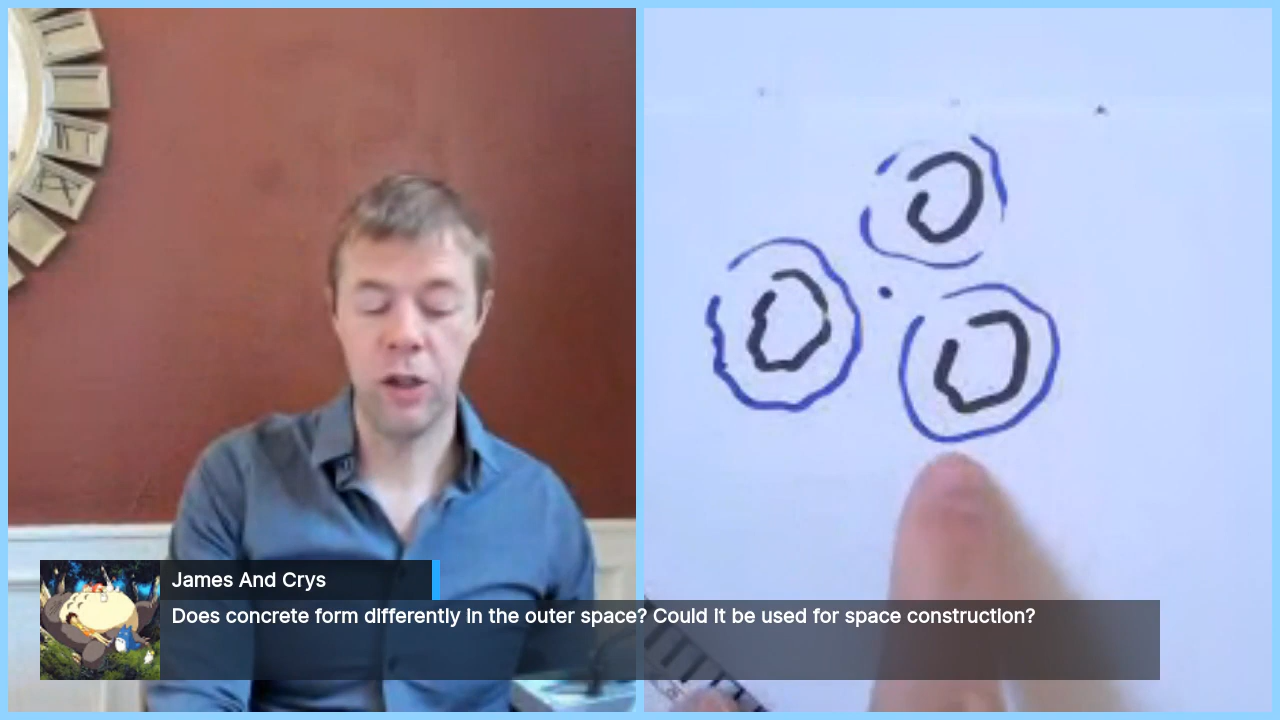 James And Crys
Does concrete form differently in the outer space? Could it be used for space construction?